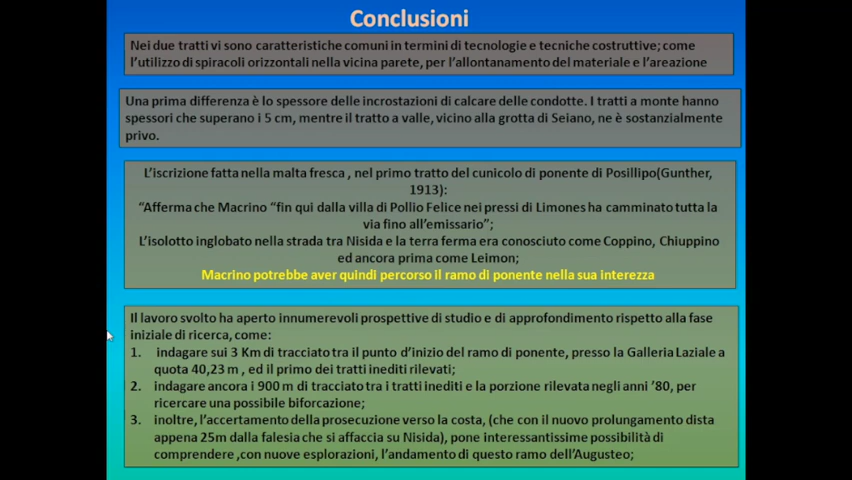 Conclusioni
Nei due tratti vi sono caratteristiche comuni in termini di tecnologie e tecniche costruttive; come
l'utilizo di spiracoli orizzontali nella vicina parete, per l'allontanamento del materiale e l'areazione
Una prima differenza è lo spessore delle incrostazioni di calcare delle condotte. I tratti a monte hanno
spessori che superano i 5 cm, mentre il tratto a valle, vicino alla grotta di Seiano, ne è sostanzialmente
privo.
L'iscrizione fatta nella malta fresca , nel primo tratto del cunicolo di ponente di Posillipo(Gunther,
1913):
“Afferma che Macrino “fin qui dalla villa di Pollio Felice nei pressi di Limones ha camminato tutta la
via fino all'emissario”;
L'isolotto inglobato nella strada tra Nisida e la terra ferma era conosciuto come Coppino, Chiuppino
ed ancora prima come Leimon;
Macrino potrebbe aver quindi percorso il ramo di ponente nella sua interezza
Il lavoro svolto ha aperto innumerevoli prospettive di studio e di approfondimento rispetto alla fase
iniziale di ricerca, come:
1. indagare sui 3 Km di tracciato tra il punto d'inizio del ramo di ponente, presso la Galleria Laziale a
quota 40,23 m , ed il primo dei tratti inediti rilevati;
2. indagare ancora i 900 m di tracciato tra i tratti inediti e la porzione rilevata negli anni '80, per
ricercare una possibile biforcazione;
3. inoltre, l'accertamento della prosecuzione verso la costa, (che con il nuovo prolungamento dista
appena 25m dalla falesia che si affaccia su Nisida), pone interessantissime possibilità di
comprendere ,con nuove esplorazioni, l'andamento di questo ramo dell'Augusteo;